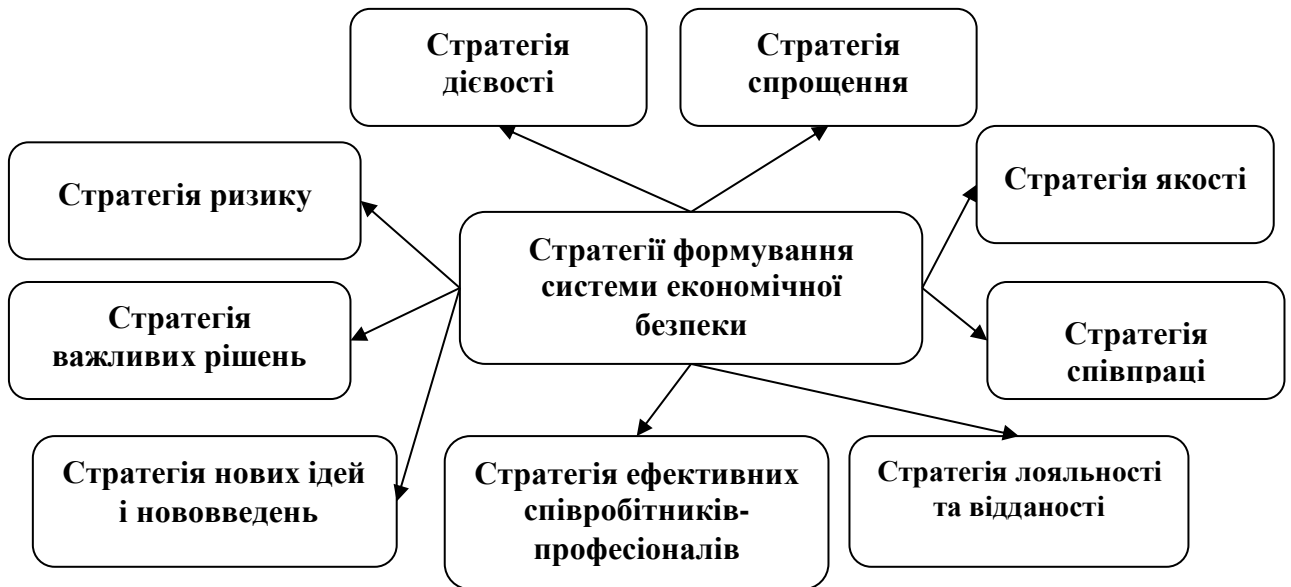 Стратегія
дієвості
Стратегія
спрощення
Стратегія ризику
Стратегія якості
Стратегії формування
системи економічної
безпеки
Стратегія
важливих рішень
Стратегія
співпраці
Стратегія нових ідей
і нововведень
Стратегія ефективних
співробітників-
професіоналів
Стратегія лояльності
та відданості